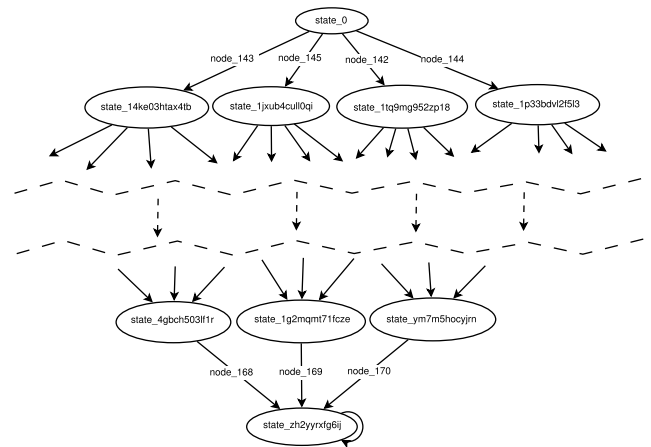 state_0
node_143
node_145
node_142
node_144
state_14ke03htax4tb
state_1jxub4cull0qi
state_1tq9mg952zp18
state_1p33bdvl2f5l3
state_4gbch503lf1r
state_1g2mqmt71fcze
state_ym7m5hocyjrn
node_168
node_169
node_170
state_zh2yyrxfg6ij